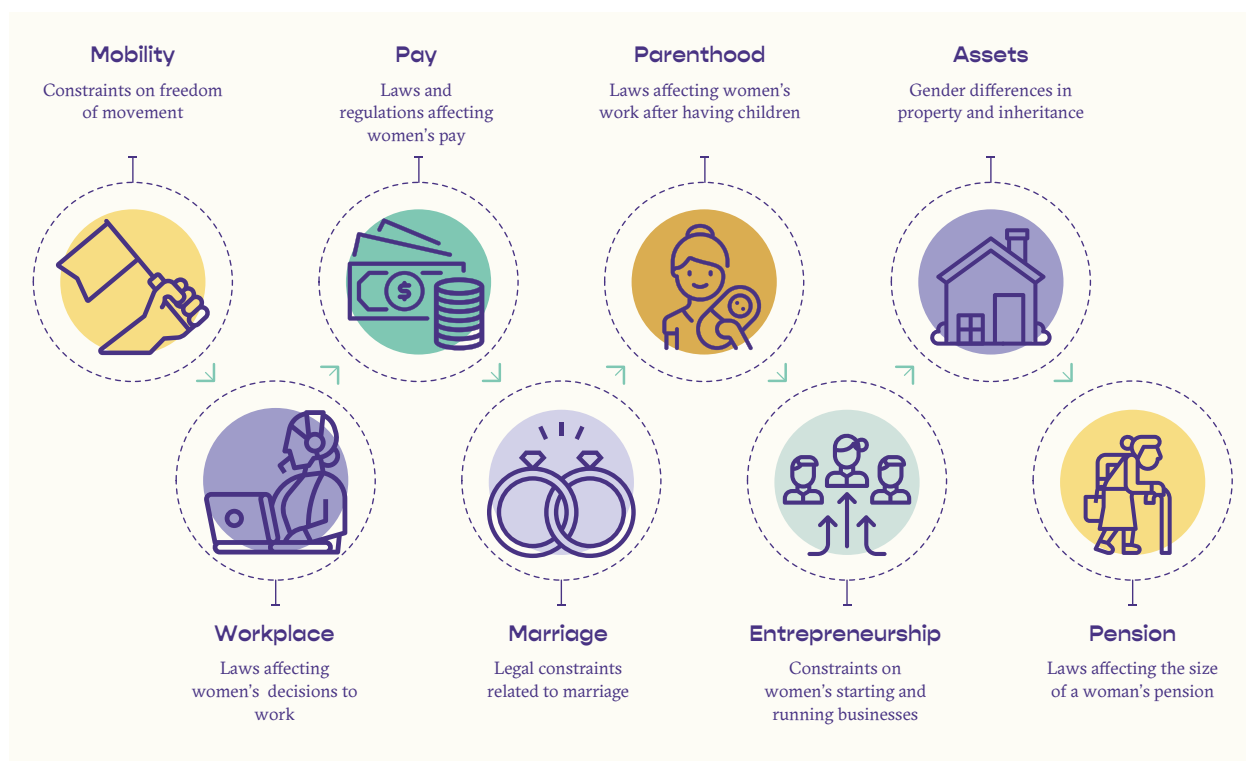 Mobility
Constraints on freedom
of movement
Pay
Laws and
regulations affecting
women's pay
Parenthood
Laws affecting women's
work after having children
Assets
Gender differences in
property and inheritance
$
Workplace
Laws affecting
women's  decisions to
work
Marriage
Legal constraints
related to marriage
Entrepreneurship
Constraints on
women's starting and
running businesses
Pension
Laws affecting the size
of a woman's pension